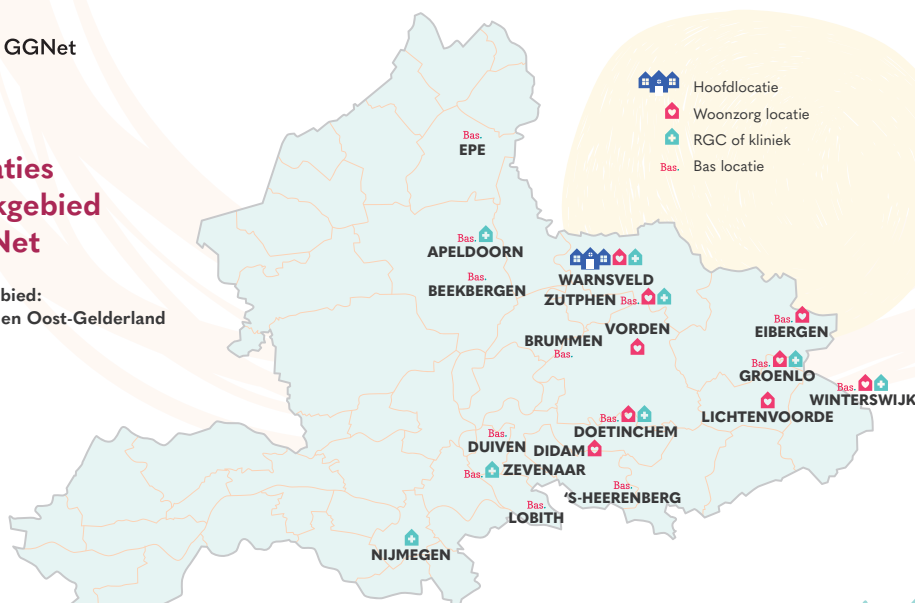 GGNet
Hoofdlocatie
Woonzorg locatie
RGC of kliniek
Bas. Bas locatie
Bas.
EPE
Bas.
APELDOORN
Bas.
BEEKBERGEN
WARNSVELD
ZUTPHEN Bas.
VORDEN
BRUMMEN
Bas.
Bas.
EIBERGEN
Bas.
GROENLO
Bas.
WINTERSWIJK
LICHTENVOORDE
Bas.
DOETINCHEM
Bas.
DUIVEN
DIDAM
Bas. ZEVENAAR
Bas.
'S-HEERENBERG
Bas.
LOBITH
NIJMEGEN
aties
kgebied
Net
bied:
en Oost-Gelderland